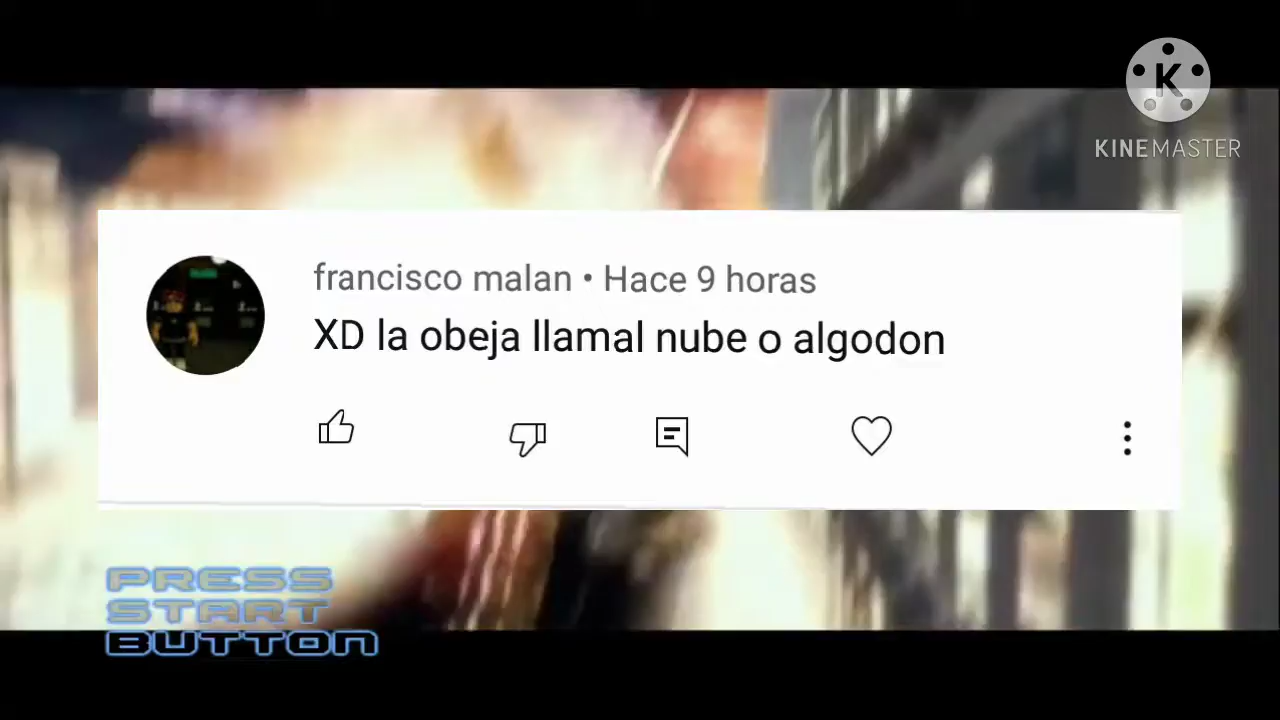 KINEMASTER
francisco malan • Hace 9 horas
XD la obeja llamal nube o algodon
PRESS
START
BUTTON